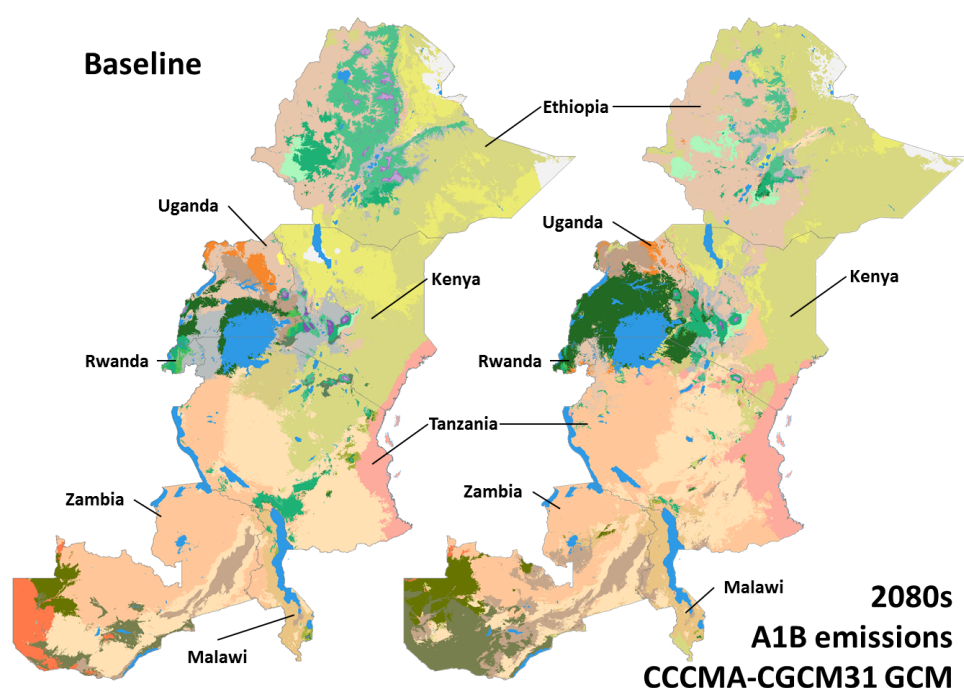 Baseline
Ethiopia
Uganda
Uganda
Kenya
Kenya
Rwanda
Rwanda
Tanzania
Zambia
Zambia
Malawi
Malawi
2080s
A1B emissions
CCCMA-CGCM31 GCM